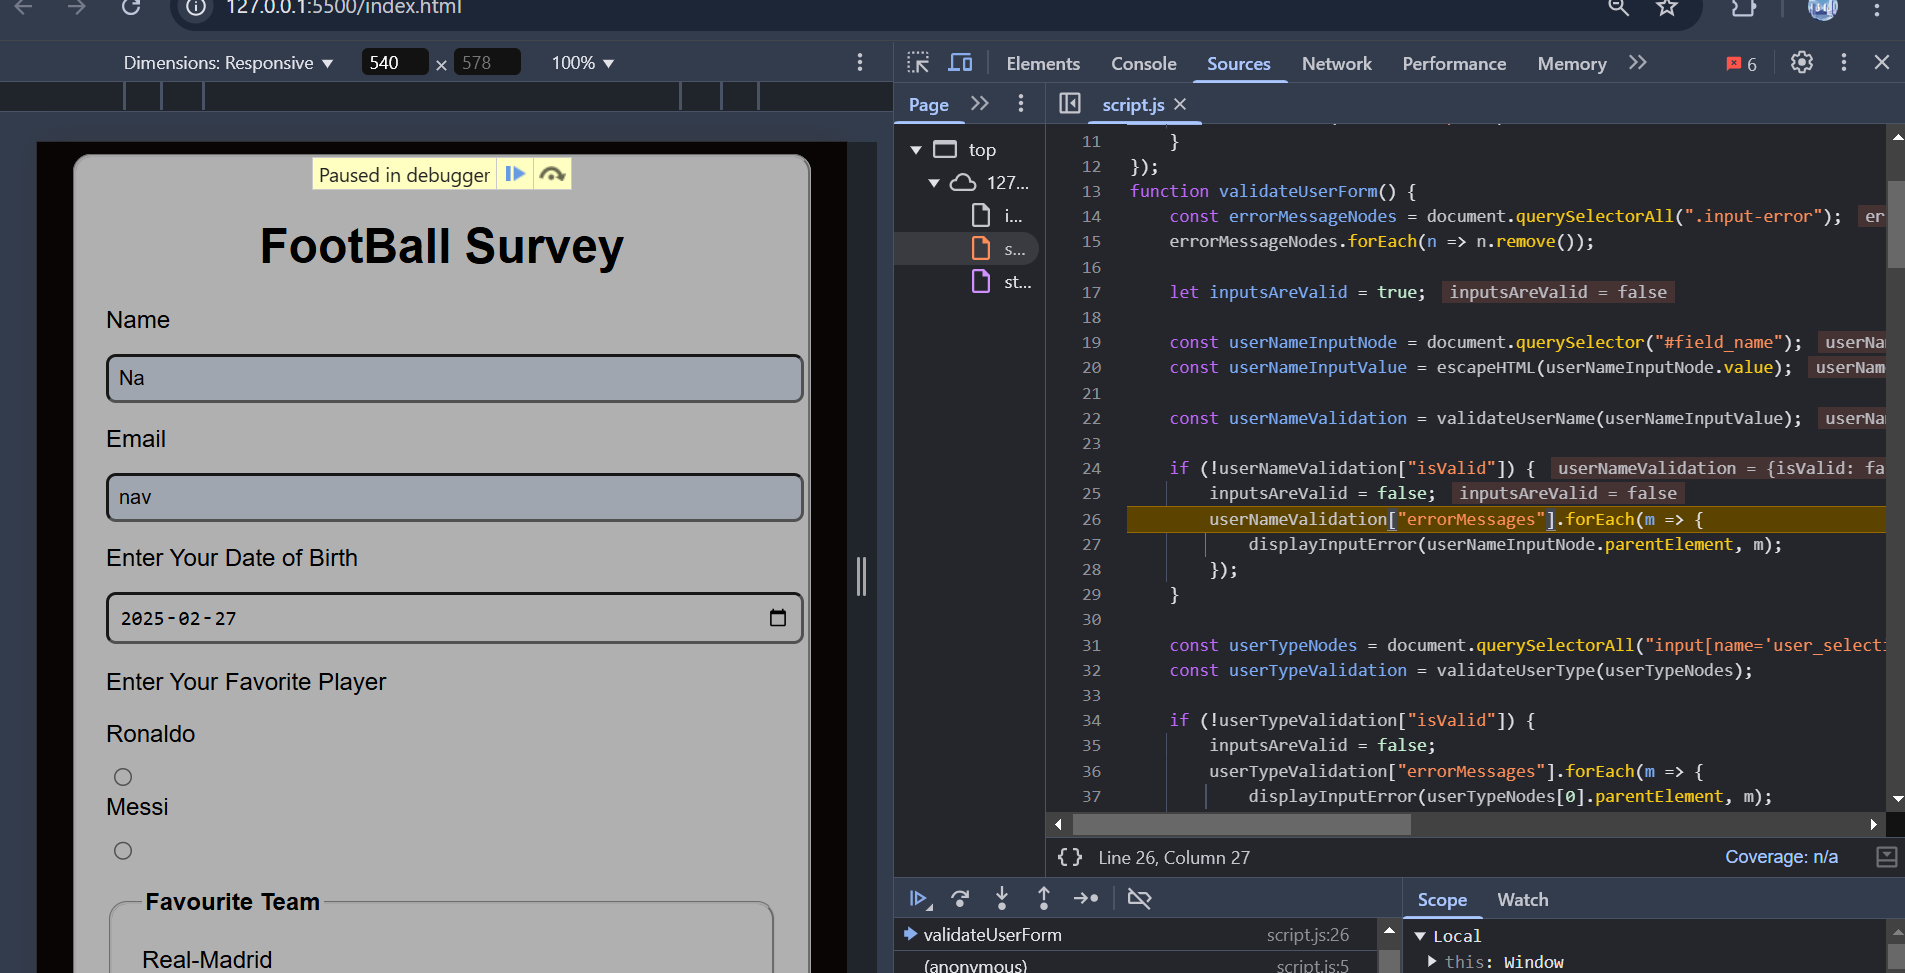 127.0.0.1:5500/index.html
Dimensions: Responsive ▼ 540 × 578 100% ▼
Elements Console Sources Network Performance Memory 6
Page script.js
top
127...
i...
s...
st...
Paused in debugger
FootBall Survey
Name
Na
Email
nav
Enter Your Date of Birth
2025-02-27
Enter Your Favorite Player
Ronaldo
Messi
Favourite Team
Real-Madrid
11 }
12 });
13 function validateUserForm() {
14 const errorMessageNodes = document.querySelectorAll(".input-error"); er
15 errorMessageNodes.forEach(n => n.remove());
16
17 let inputsAreValid = true; inputsAreValid = false
18
19 const userNameInputNode = document.querySelector("#field_name"); userNa
20 const userNameInputValue = escapeHTML(userNameInputNode.value); userNam
21
22 const userNameValidation = validateUserName(userNameInputValue); userNa
23
24 if (!userNameValidation["isValid"]) { userNameValidation = {isValid: fa
25 inputsAreValid = false; inputsAreValid = false
26 userNameValidation["errorMessages"].forEach(m => {
27 displayInputError(userNameInputNode.parentElement, m);
28 });
29 }
30
31 const userTypeNodes = document.querySelectorAll("input[name='user_selecti
32 const userTypeValidation = validateUserType(userTypeNodes);
33
34 if (!userTypeValidation["isValid"]) {
35 inputsAreValid = false;
36 userTypeValidation["errorMessages"].forEach(m => {
37 displayInputError(userTypeNodes[0].parentElement, m);
{} Line 26, Column 27 Coverage: n/a
Scope Watch
validateUserForm script.js:26
(anonymous) script.js:5
Local
this: Window